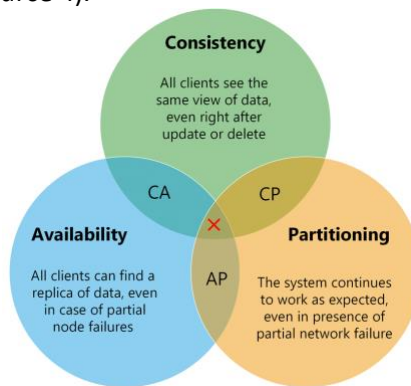 Consistency
All clients see the
same view of data,
even right after
update or delete
CA
CP
Availability
All clients can find a
replica of data, even
in case of partial
node failures
AP
Partitioning
The system continues
to work as expected,
even in presence of
partial network failure